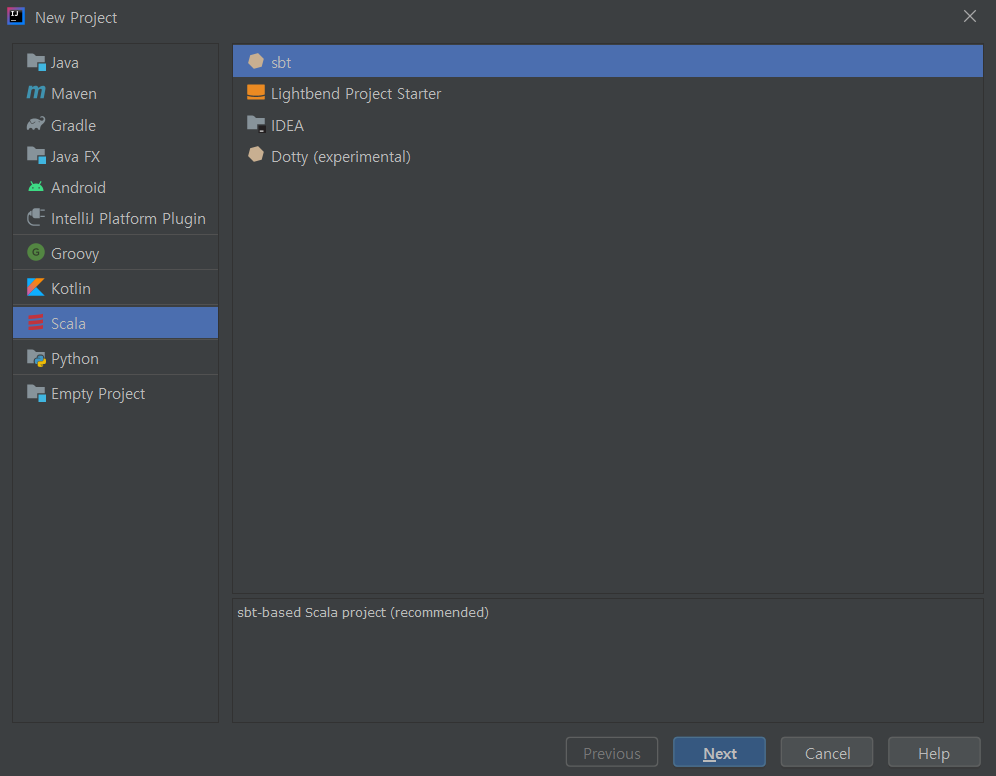 New Project
Java
Maven
Gradle
Java FX
Android
IntelliJ Platform Plugin
Groovy
Kotlin
Scala
Python
Empty Project
sbt
Lightbend Project Starter
IDEA
Dotty (experimental)
sbt-based Scala project (recommended)
Previous
Next
Cancel
Help